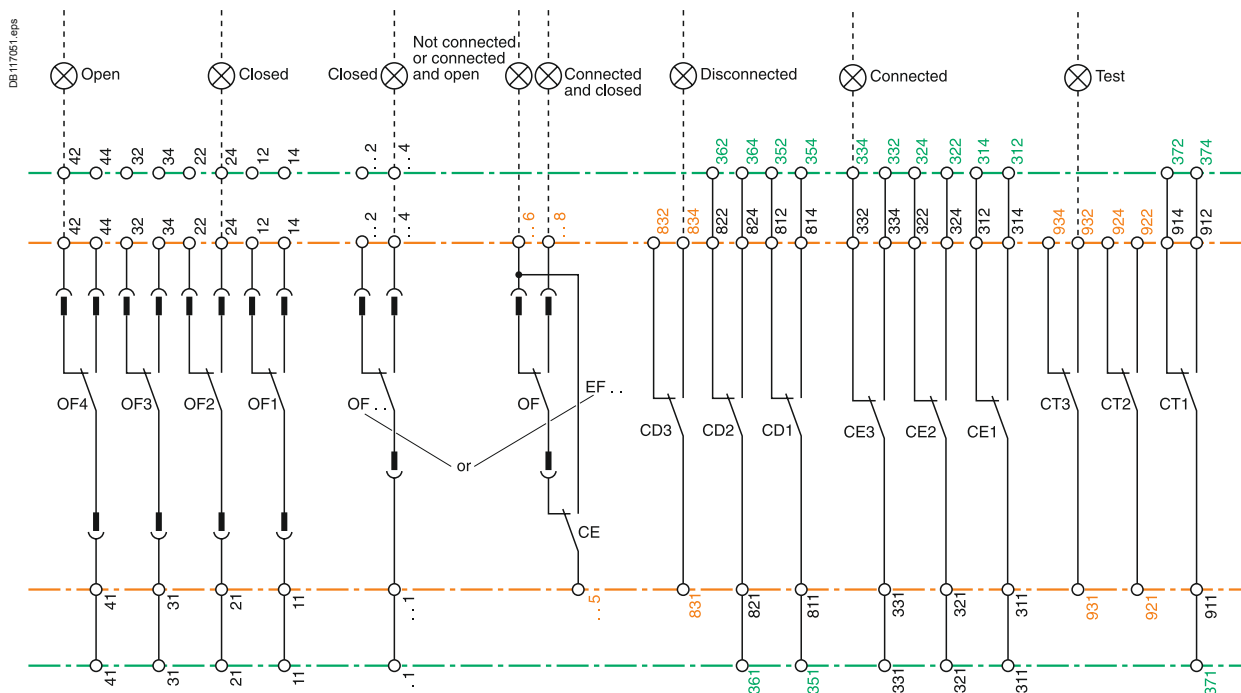 DB117051.eps
Open
Closed
Closed
Not connected
or connected
and open
Connected
and closed
Disconnected
Connected
Test
42 44 32 34 22 24 12 14
. . 2 . . 4
362 364 352 354
334 332 324 322 314 312
372 374
42 44 32 34 22 24 12 14
. . 2 . . 4
. . 6 . . 8
832 834 822 824 812 814
332 334 322 324 312 314
934 932 924 922 914 912
OF4 OF3 OF2 OF1
OF . .
OF
EF . .
or
CE
CD3 CD2 CD1
CE3 CE2 CE1
CT3 CT2 CT1
41 31 21 11
. . 1
. . 5
831 821 811
331 321 311
931 921 911
41 31 21 11
. . 1
361 351
331 321 311
371